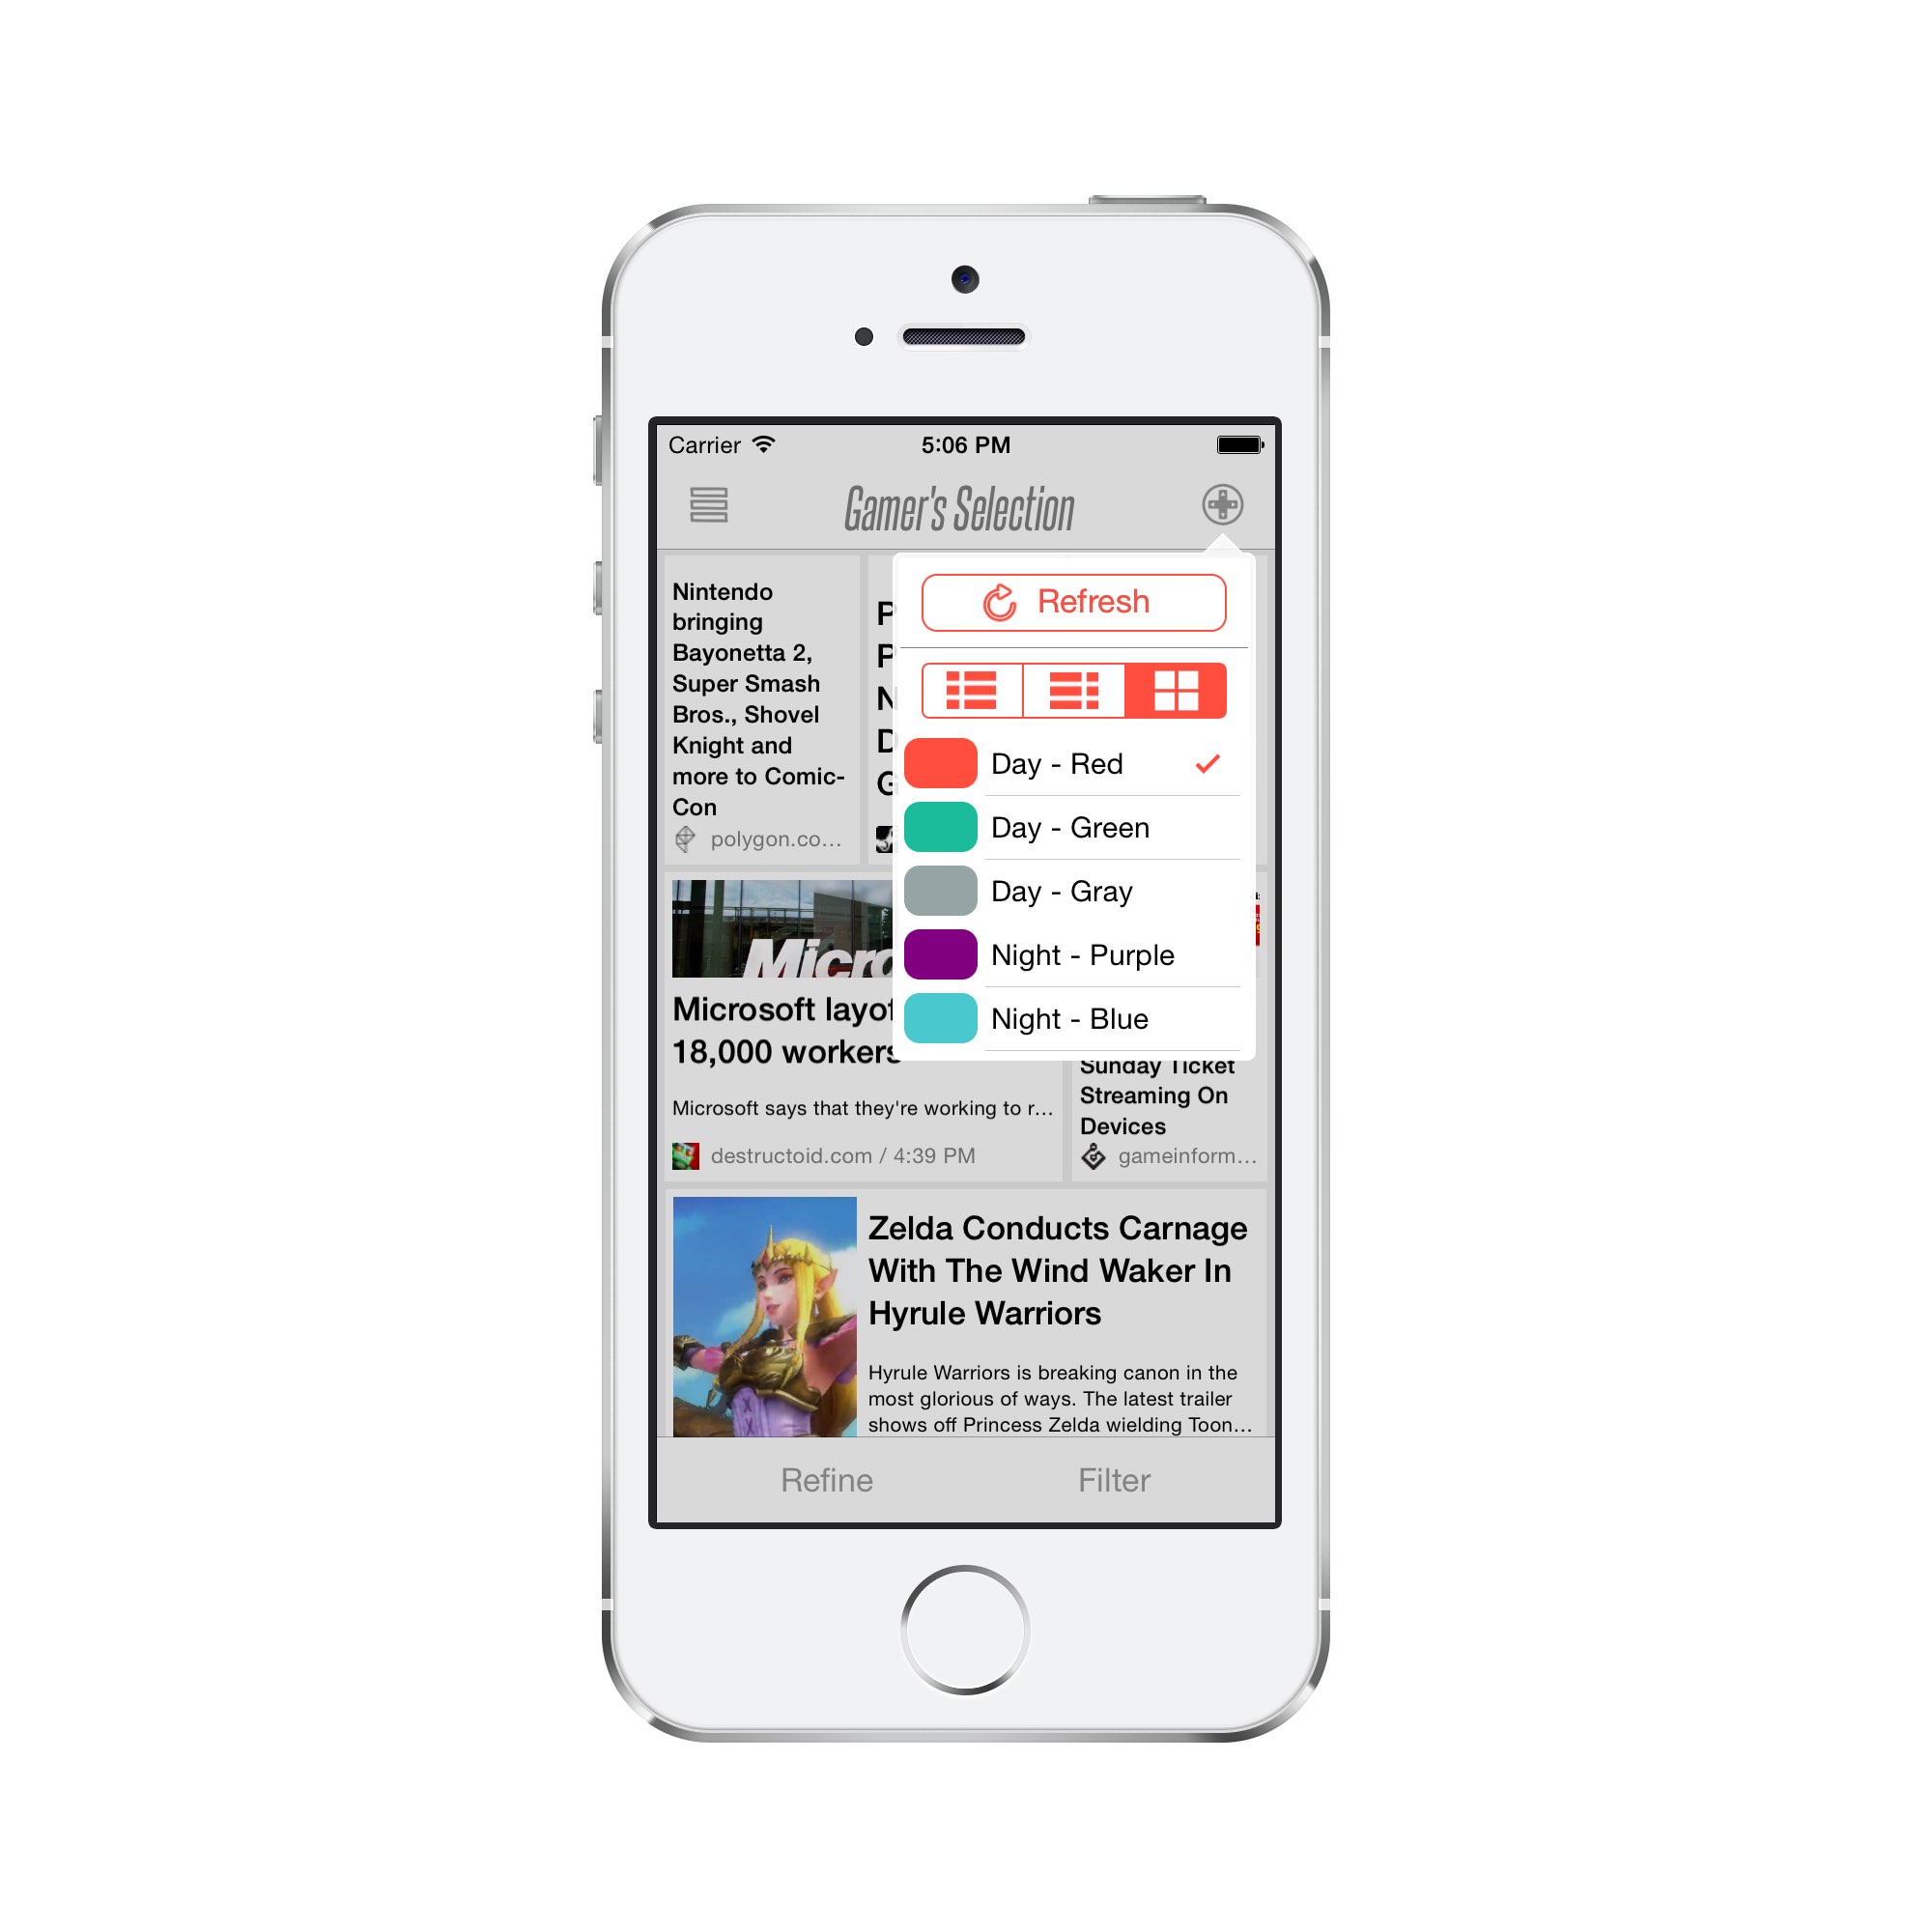 Carrier
5:06 PM
Gamer's Selection
Refresh
Day - Red
Day - Green
Day - Gray
Night - Purple
Night - Blue
Nintendo
bringing
Bayonetta 2,
Super Smash
Bros., Shovel
Knight and
more to Comic-
Con
polygon.co...
P
P
N
D
G
Micro
Microsoft layof
18,000 workers
Microsoft says that they're working to r...
destructoid.com / 4:39 PM
Sunday Ticket
Streaming On
Devices
gameinform...
Zelda Conducts Carnage
With The Wind Waker In
Hyrule Warriors
Hyrule Warriors is breaking canon in the
most glorious of ways. The latest trailer
shows off Princess Zelda wielding Toon...
Refine
Filter